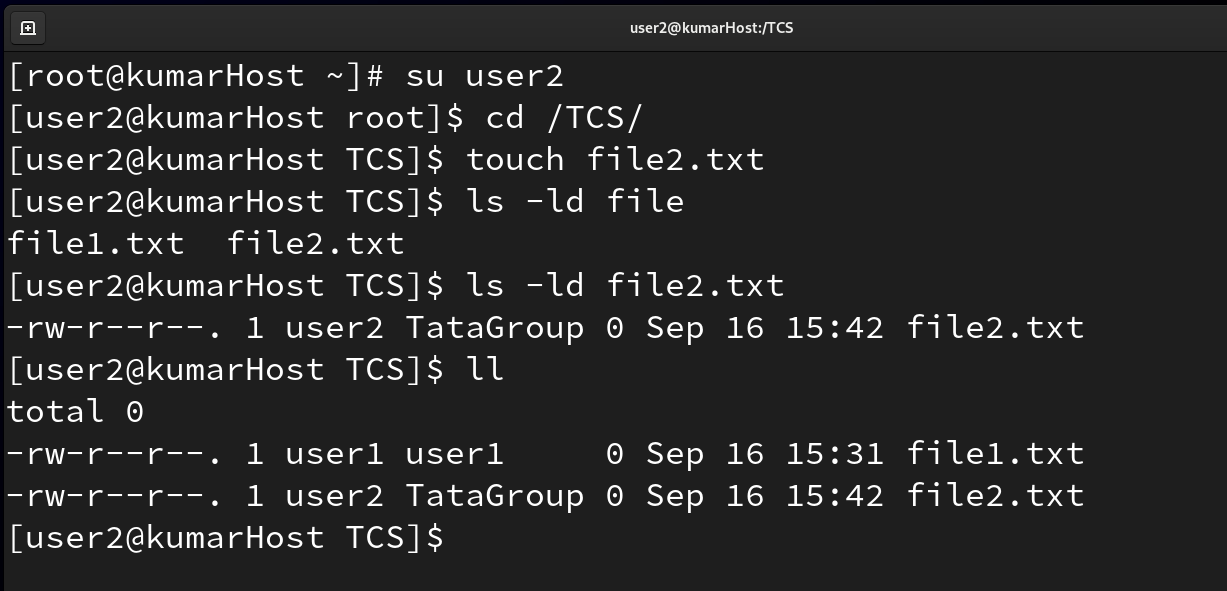 user2@kumarHost:/TCS
[root@kumarHost ~]# su user2
[user2@kumarHost root]$ cd /TCS/
[user2@kumarHost TCS]$ touch file2.txt
[user2@kumarHost TCS]$ ls -ld file
file1.txt  file2.txt
[user2@kumarHost TCS]$ ls -ld file2.txt
-rw-r--r--. 1 user2 TataGroup 0 Sep 16 15:42 file2.txt
[user2@kumarHost TCS]$ ll
total 0
-rw-r--r--. 1 user1 user1     0 Sep 16 15:31 file1.txt
-rw-r--r--. 1 user2 TataGroup 0 Sep 16 15:42 file2.txt
[user2@kumarHost TCS]$